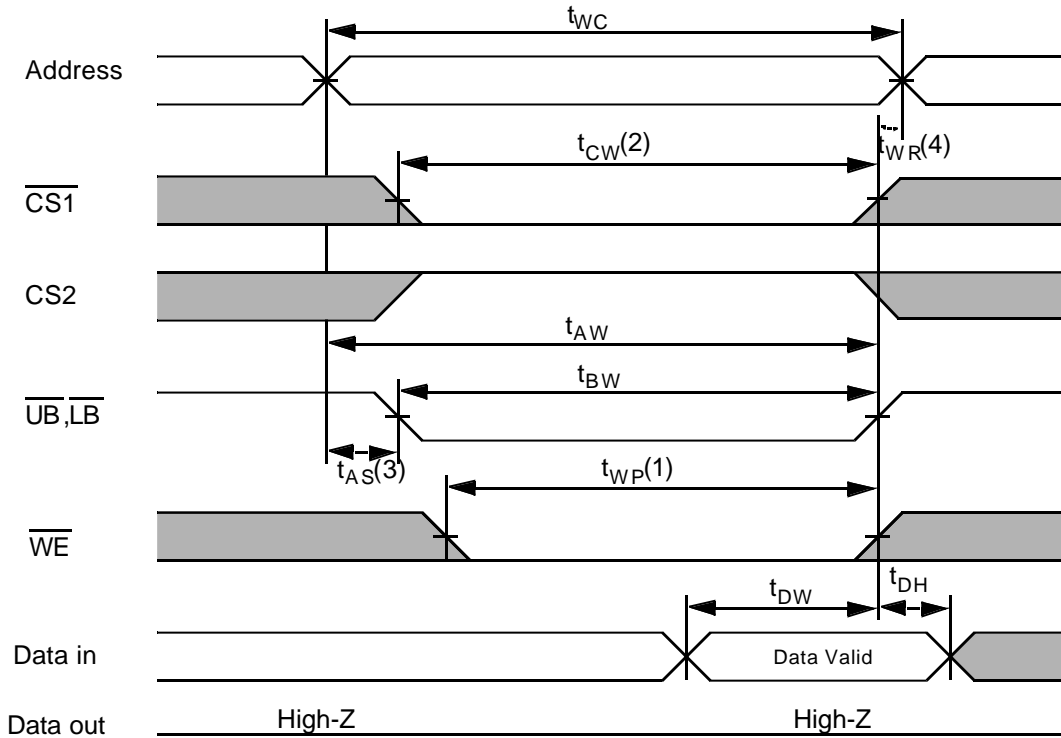 tWC
Address
tCW(2)
tWR(4)
CS1
CS2
tAW
tBW
UB,LB
tAS(3)
tWP(1)
WE
tDW
tDH
Data in
Data Valid
Data out
High-Z
High-Z